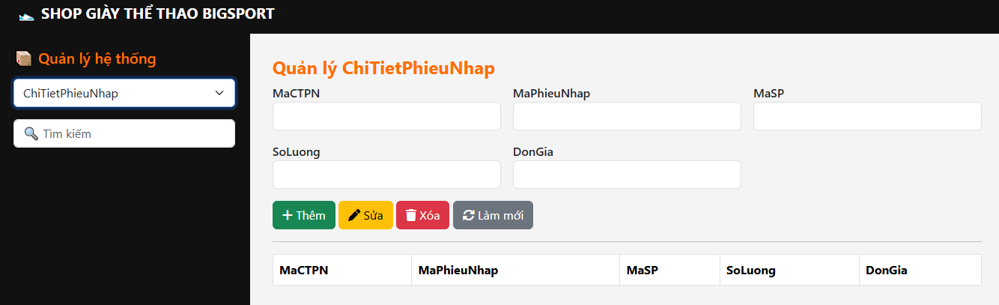 SHOP GIÀY THỂ THAO BIGSPORT
Quản lý hệ thống
ChiTietPhieuNhap
Tìm kiếm
Quản lý ChiTietPhieuNhap
MaCTPN MaPhieuNhap MaSP
SoLuong DonGia
Thêm Sửa Xóa Làm mới
MaCTPN MaPhieuNhap MaSP SoLuong DonGia